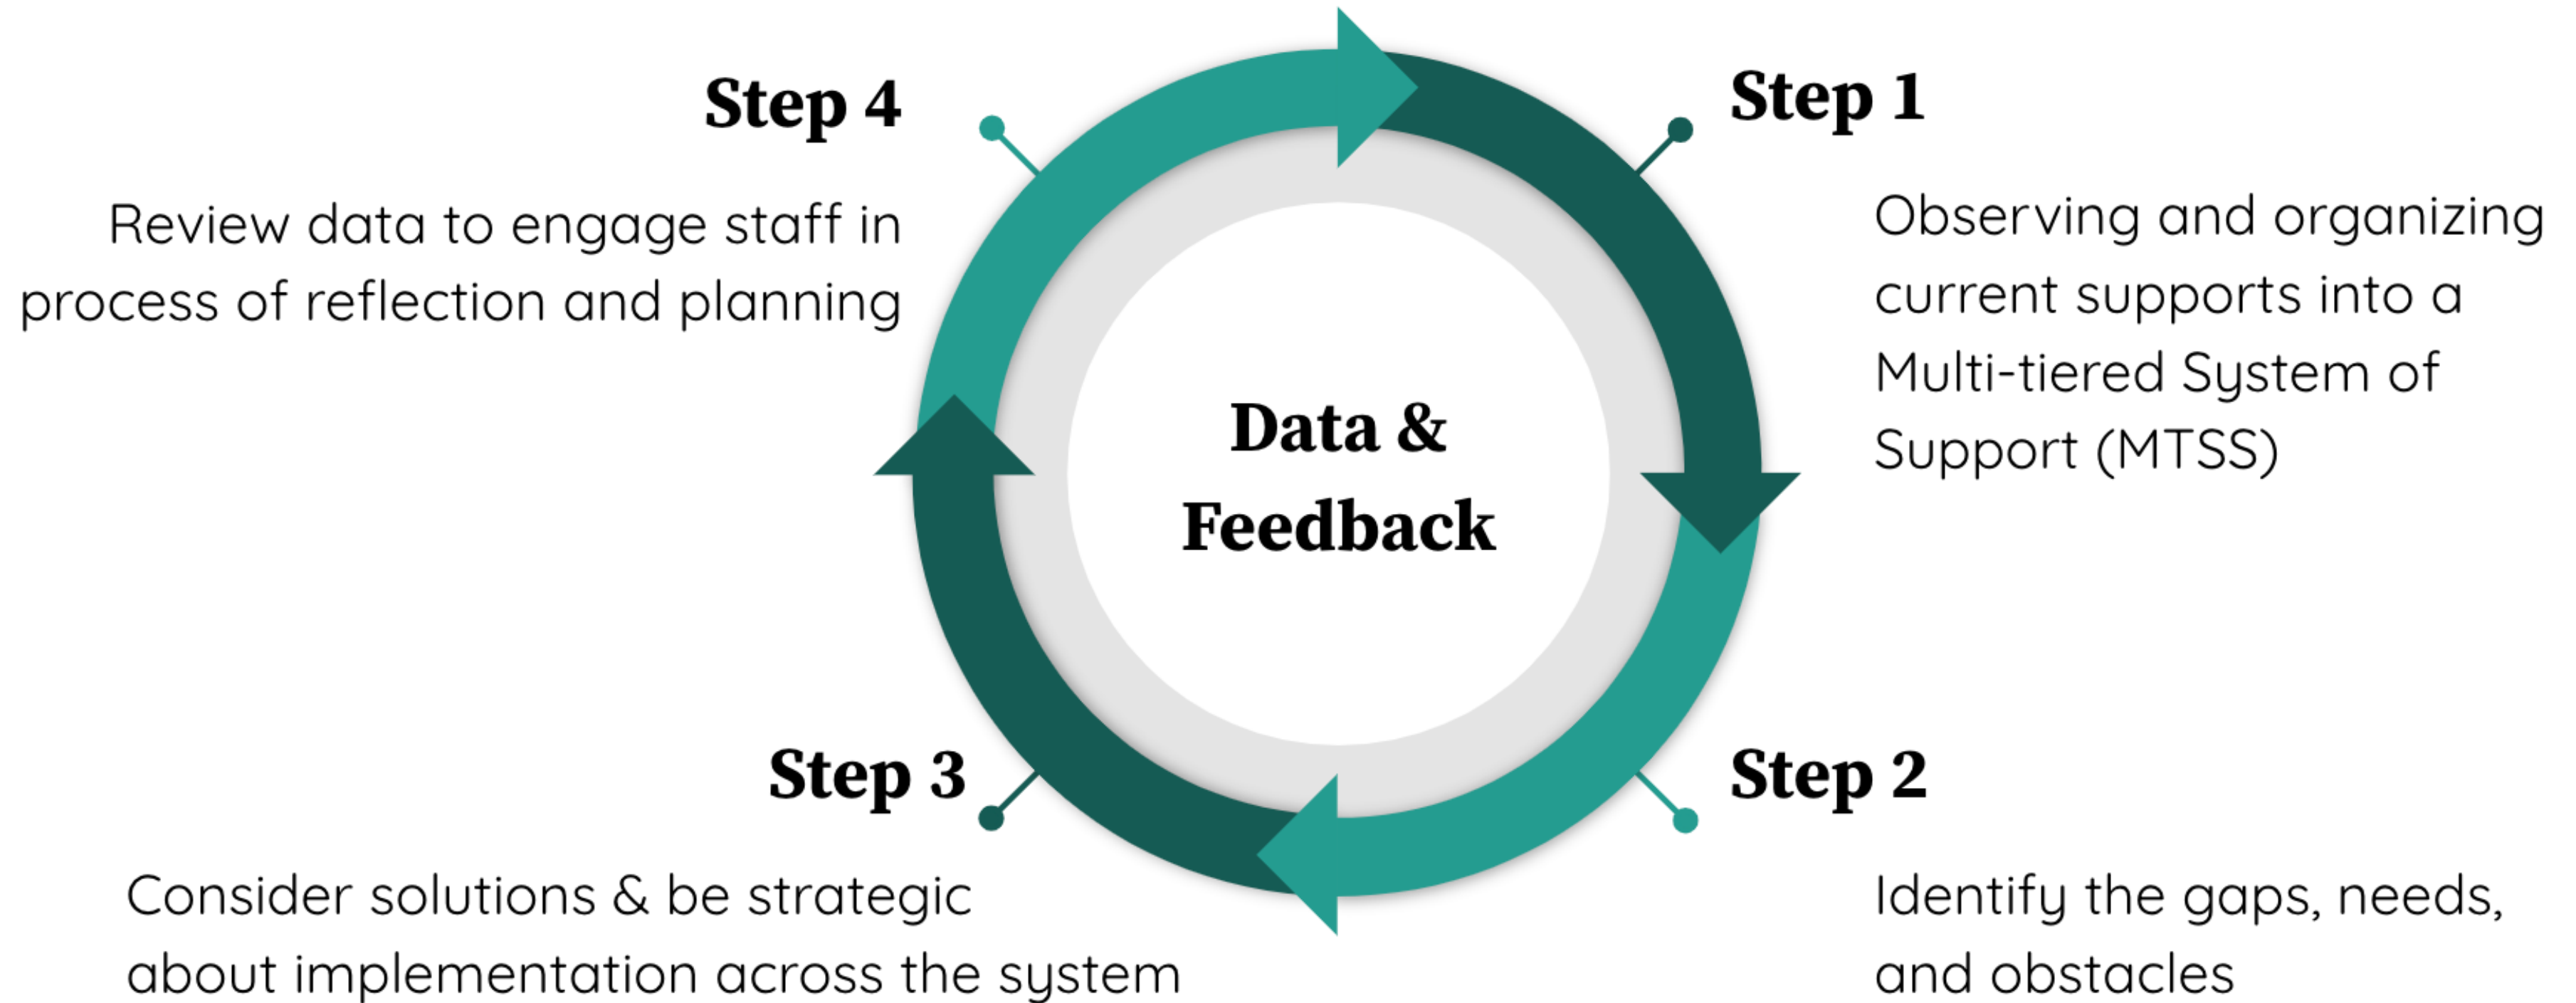 Step 1
Observing and organizing
current supports into a
Multi-tiered System of
Support (MTSS)
Step 2
Identify the gaps, needs,
and obstacles
Step 3
Consider solutions & be strategic
about implementation across the system
Step 4
Review data to engage staff in
process of reflection and planning
Data &
Feedback